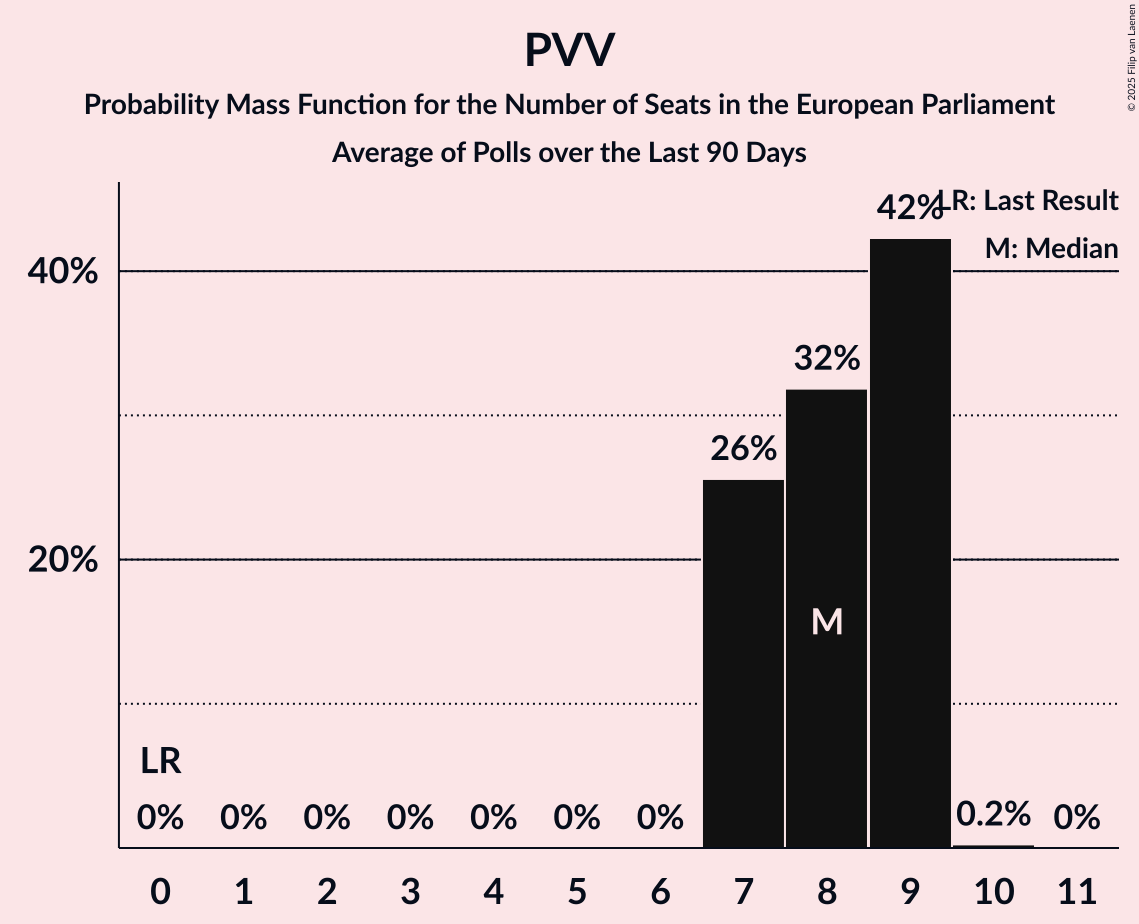 PVV
Probability Mass Function for the Number of Seats in the European Parliament
Average of Polls over the Last 90 Days
© 2025 Filip van Laenen
LR: Last Result
M: Median
42%
40%
32%
26%
20%
M
LR
0% 0% 0% 0% 0% 0% 0% 0.2% 0%
0 1 2 3 4 5 6 7 8 9 10 11